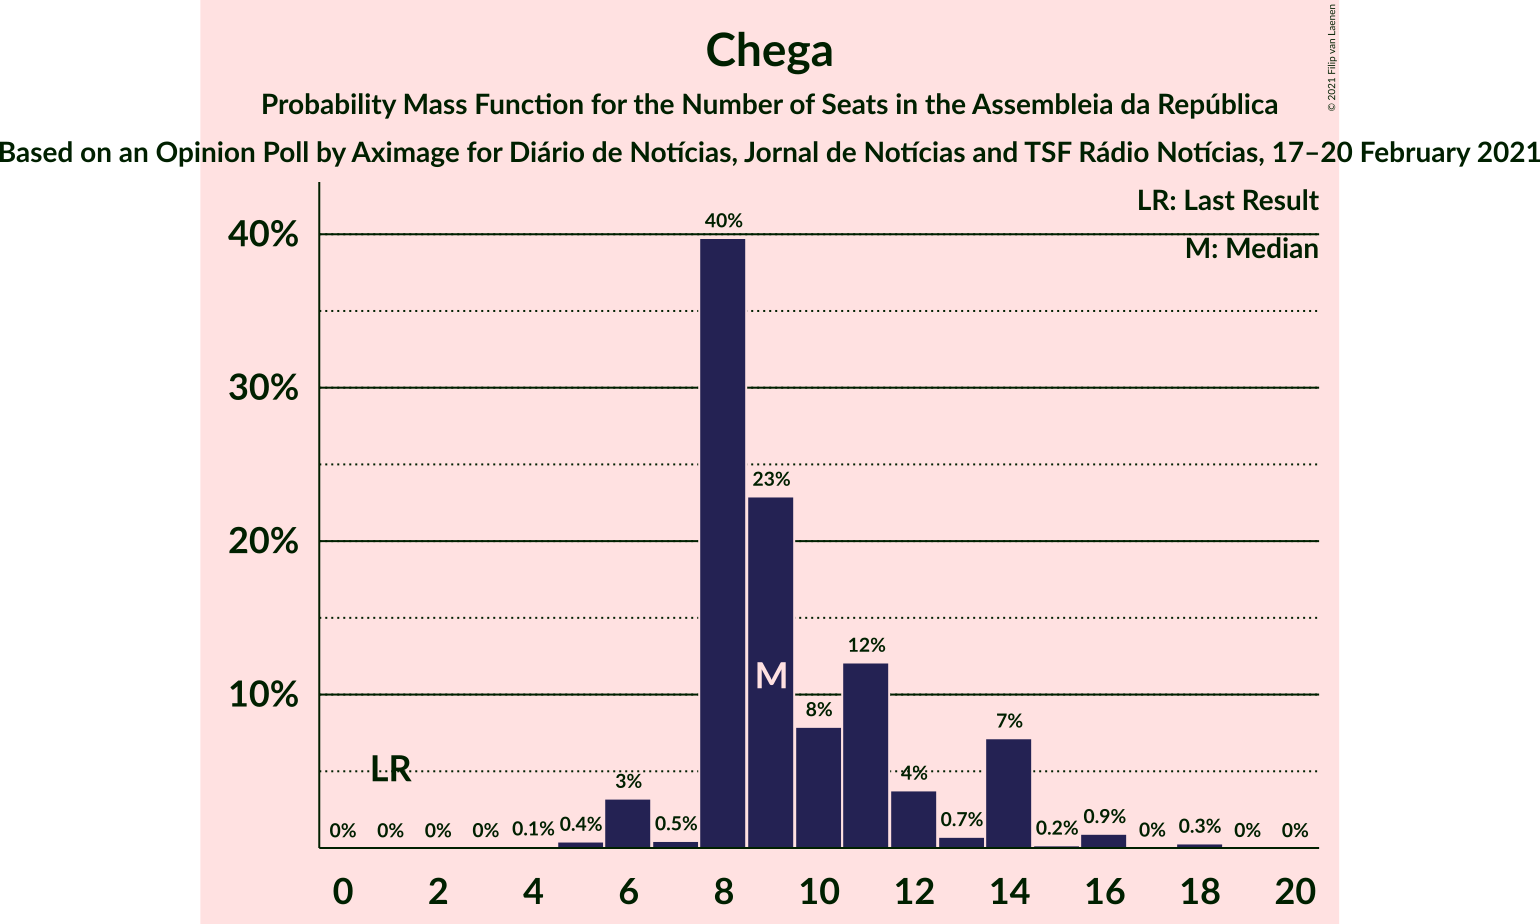 Chega
Probability Mass Function for the Number of Seats in the Assembleia da República
Based on an Opinion Poll by Aximage for Diário de Notícias, Jornal de Notícias and TSF Rádio Notícias, 17–20 February 2021
© 2021 Filip van Laenen
LR: Last Result
M: Median
40%
30%
20%
10%
0% 0% 0% 0% 0.1% 0.4% 3% 0.5% 40% 23% 8% 12% 4% 0.7% 7% 0.2% 0.9% 0% 0.3% 0% 0%
LR
M
0 2 4 6 8 10 12 14 16 18 20